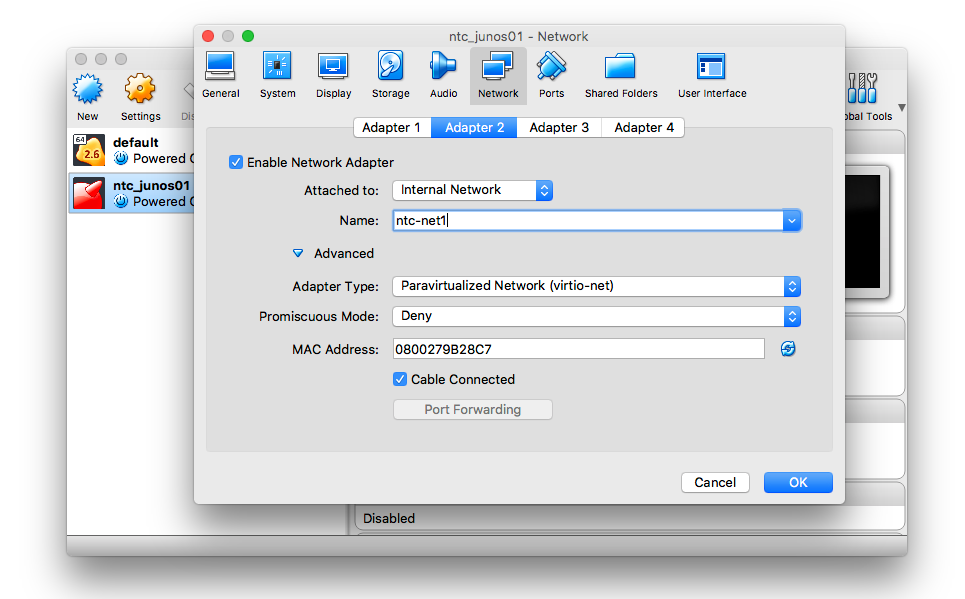 ntc_junos01 - Network
General System Display Storage Audio Network Ports Shared Folders User Interface
New Settings
Adapter 1 Adapter 2 Adapter 3 Adapter 4
64
2.6
default
Powered
ntc_junos01
Powered
Enable Network Adapter
Attached to: Internal Network
Name: ntc-net1
Advanced
Adapter Type: Paravirtualized Network (virtio-net)
Promiscuous Mode: Deny
MAC Address: 0800279B28C7
Cable Connected
Port Forwarding
Cancel OK
Tools
Disabled